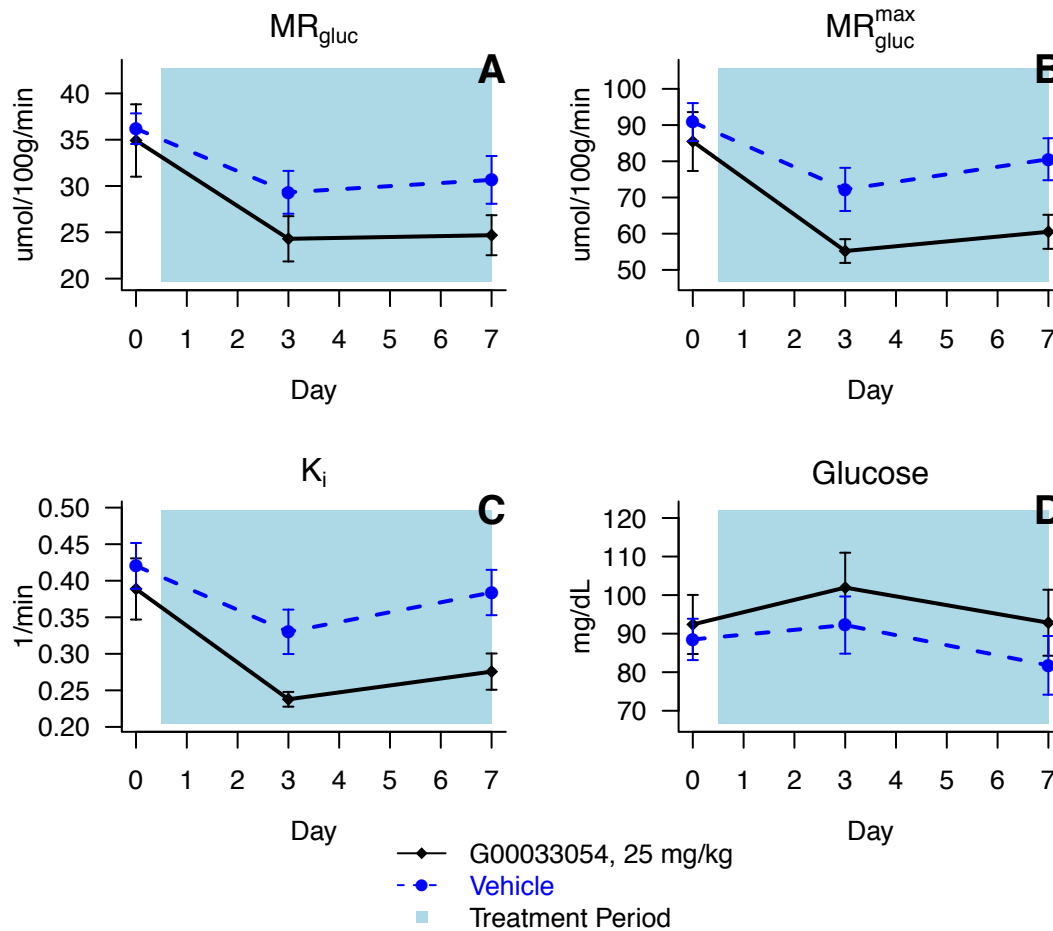 MRgluc
A
umol/100g/min
40
35
30
25
20
0 1 2 3 4 5 6 7
Day
MRmaxgluc
B
umol/100g/min
100
90
80
70
60
50
0 1 2 3 4 5 6 7
Day
Ki
C
1/min
0.50
0.45
0.40
0.35
0.30
0.25
0.20
0 1 2 3 4 5 6 7
Day
Glucose
D
mg/dL
120
110
100
90
80
70
0 1 2 3 4 5 6 7
Day
G00033054, 25 mg/kg
Vehicle
Treatment Period